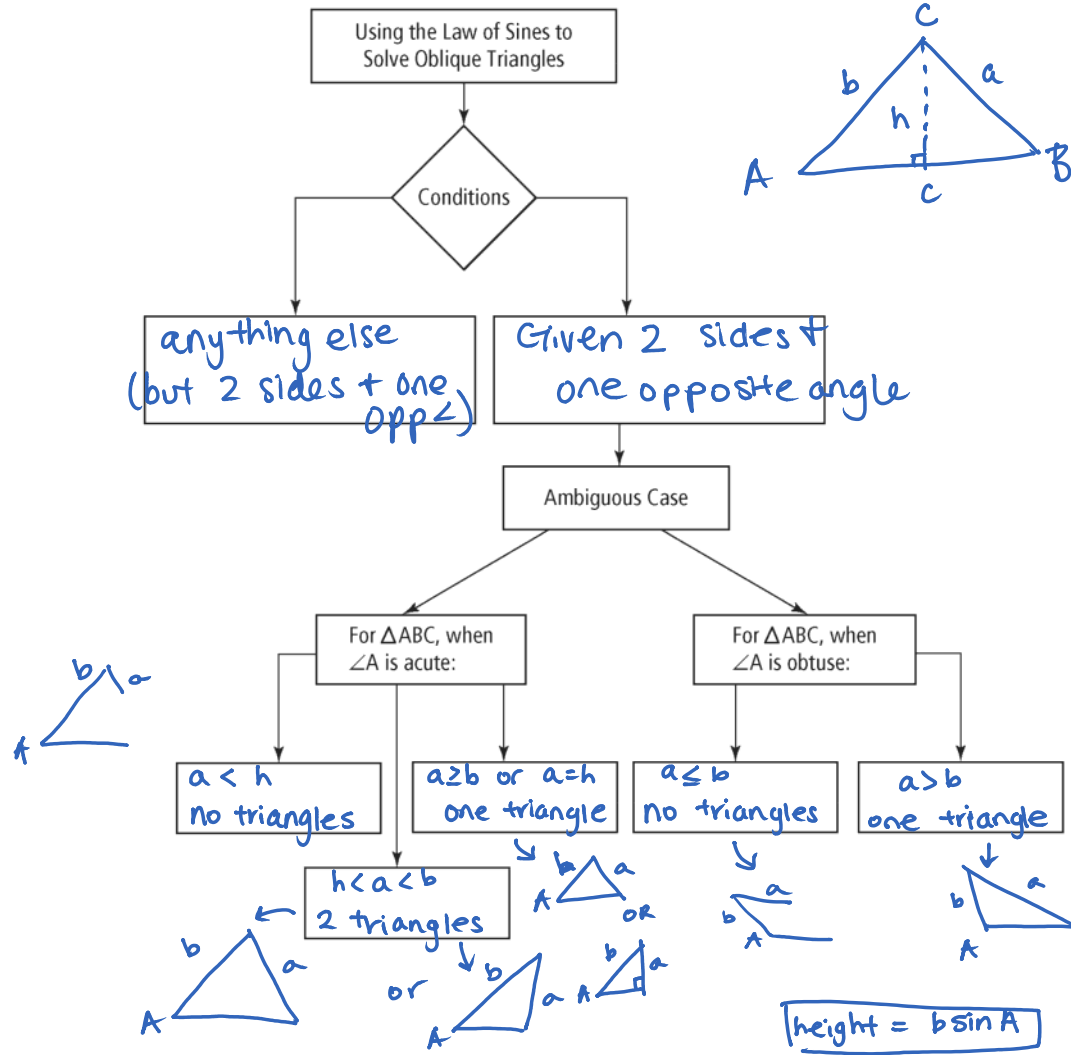 Using the Law of Sines to
Solve Oblique Triangles
C
b
a
h
A
B
c
Conditions
anything else
(but 2 sides + one
opp <)
Given 2 sides +
one opposite angle
Ambiguous Case
For △ABC, when
∠A is acute:
For △ABC, when
∠A is obtuse:
b
a
A
a < h
no triangles
a≥b or a=h
one triangle
a≤b
no triangles
a>b
one triangle
h<a<b
2 triangles
b
a
A
OR
a
b
A
b
a
A
b
a
A
or
b
a
A
b
a
A
height = b sin A